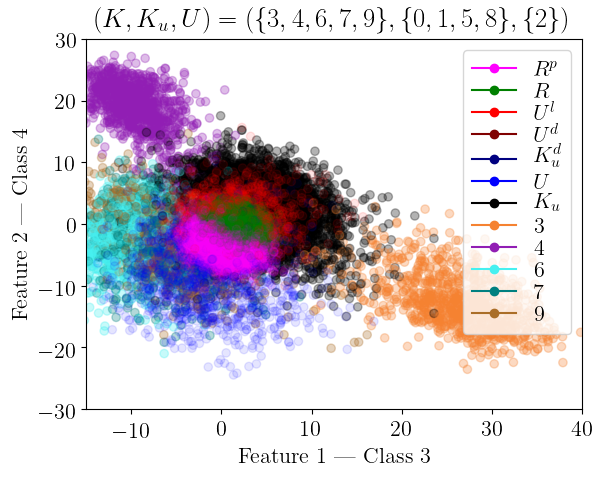 (K, K_u, U) = ({3, 4, 6, 7, 9}, {0, 1, 5, 8}, {2})
30
20
10
0
−10
−20
−30
Feature 2 — Class 4
R^p
R
U^l
U^d
K_u^d
U
K_u
3
4
6
7
9
−10
0
10
20
30
40
Feature 1 — Class 3